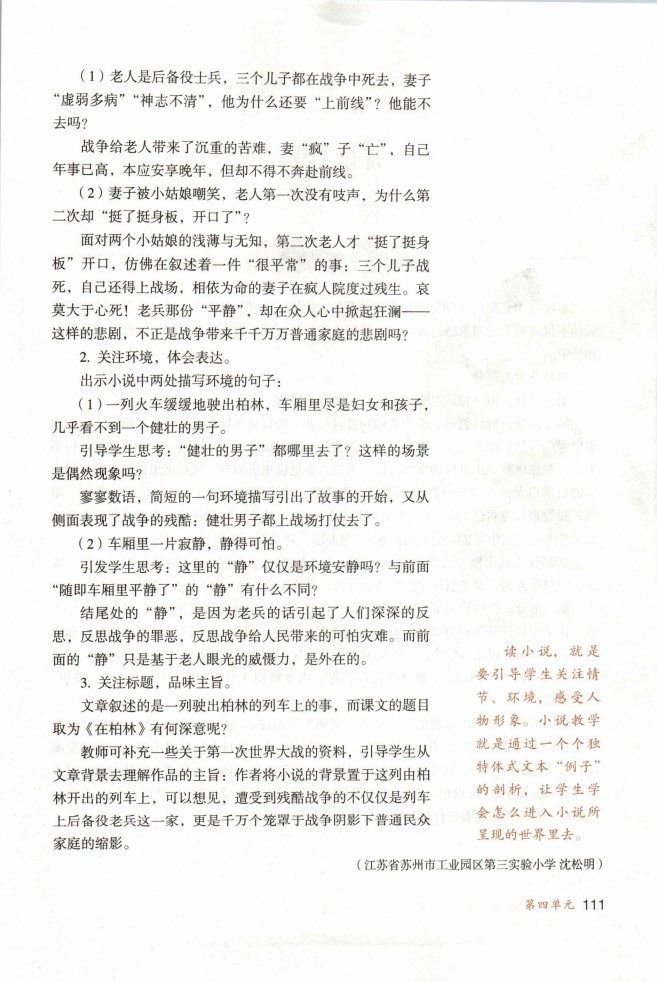 （1）老人是后备役士兵，三个儿子都在战争中死去，妻子
“虚弱多病”“神志不清”，他为什么还要“上前线”？他能不
去吗？
战争给老人带来了沉重的苦难，妻“疯”子“亡”，自己
年事已高，本应安享晚年，但却不得不奔赴前线。
（2）妻子被小姑娘嘲笑，老人第一次没有吱声，为什么第
二次却“挺了挺身板，开口了”？
面对两个小姑娘的浅薄与无知，第二次老人才“挺了挺身
板”开口，仿佛在叙述着一件“很平常”的事：三个儿子战
死，自己还得上战场，相依为命的妻子在疯人院度过残生。哀
莫大于心死！老兵那份“平静”，却在众人心中掀起狂澜——
这样的悲剧，不正是战争带来千千万万普通家庭的悲剧吗？
2. 关注环境，体会表达。
出示小说中两处描写环境的句子：
（1）一列火车缓缓地驶出柏林，车厢里尽是妇女和孩子，
几乎看不到一个健壮的男子。
引导学生思考：“健壮的男子”都哪里去了？这样的场景
是偶然现象吗？
寥寥数语，简短的一句环境描写引出了故事的开始，又从
侧面表现了战争的残酷：健壮男子都上战场打仗去了。
（2）车厢里一片寂静，静得可怕。
引发学生思考：这里的“静”仅仅是环境安静吗？与前面
“随即车厢里平静了”的“静”有什么不同？
结尾处的“静”，是因为老兵的话引起了人们深深的反
思，反思战争的罪恶，反思战争给人民带来的可怕灾难。而前
面的“静”只是基于老人眼光的威慑力，是外在的。
3. 关注标题，品味主旨。
文章叙述的是一列驶出柏林的列车上的事，而课文的题目
取为《在柏林》有何深意呢？
教师可补充一些关于第一次世界大战的资料，引导学生从
文章背景去理解作品的主旨：作者将小说的背景置于这列由柏
林开出的列车上，可以想见，遭受到残酷战争的不仅仅是列车
上后备役老兵这一家，更是千万个笼罩于战争阴影下普通民众
家庭的缩影。
读小说，就是
要引导学生关注情
节、环境，感受人
物形象。小说教学
就是通过一个个独
特体式文本“例子”
的剖析，让学生学
会怎么进入小说所
呈现的世界里去。
（江苏省苏州市工业园区第三实验小学 沈松明）
第四单元 111